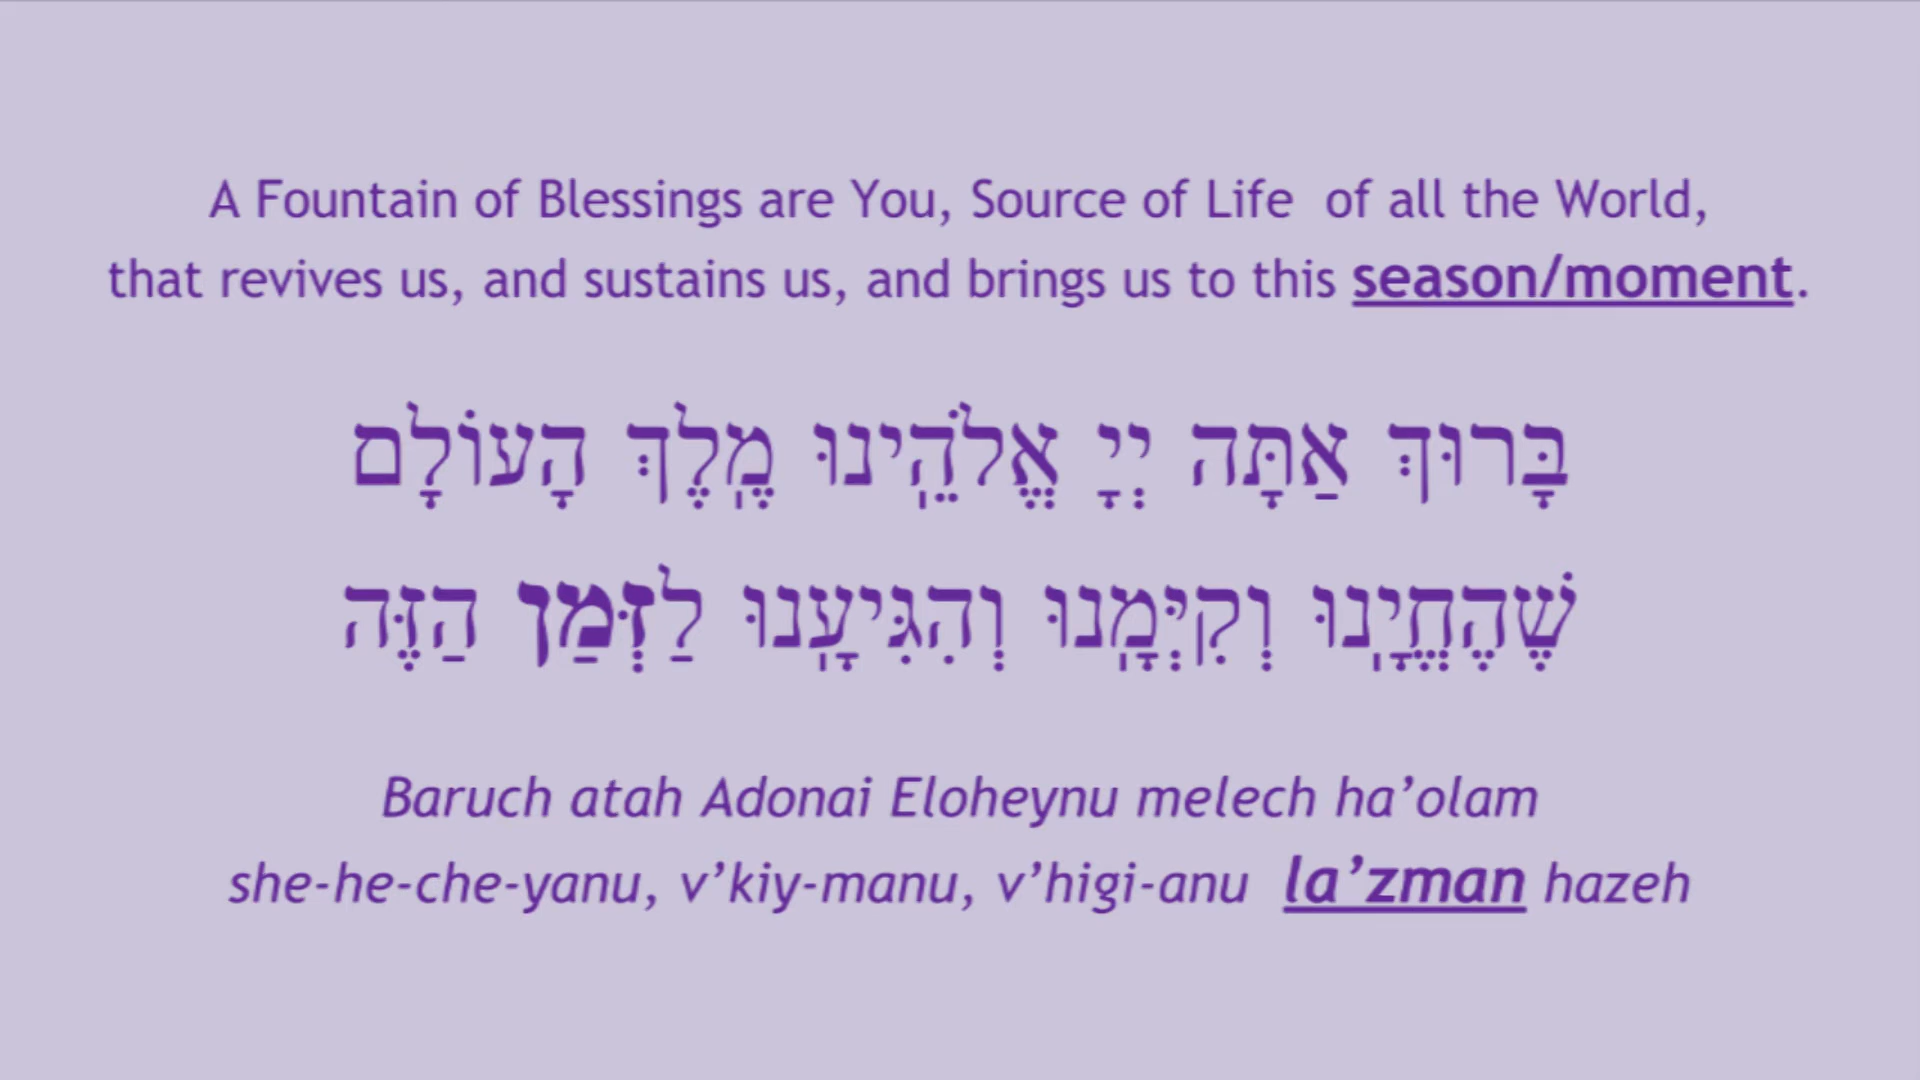 A Fountain of Blessings are You, Source of Life  of all the World,
that revives us, and sustains us, and brings us to this season/moment.
בָּרוּךְ אַתָּה יְיָ אֱלֹהֵֽינוּ מֶֽלֶךְ הָעוֹלָם
שֶׁהֶחֱיָֽנוּ וְקִיְּמָֽנוּ וְהִגִּיעָֽנוּ לַזְּמַן הַזֶּה
Baruch atah Adonai Eloheynu melech ha’olam
she-he-che-yanu, v’kiy-manu, v’higi-anu  la’zman hazeh